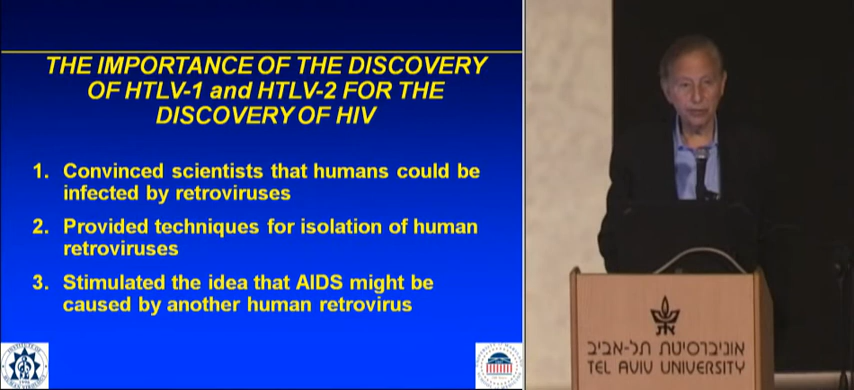 THE IMPORTANCE OF THE DISCOVERY
OF HTLV-1 and HTLV-2 FOR THE
DISCOVERY OF HIV
1. Convinced scientists that humans could be
infected by retroviruses
2. Provided techniques for isolation of human
retroviruses
3. Stimulated the idea that AIDS might be
caused by another human retrovirus
אוניברסיטת תל-אביב
TEL AVIV UNIVERSITY